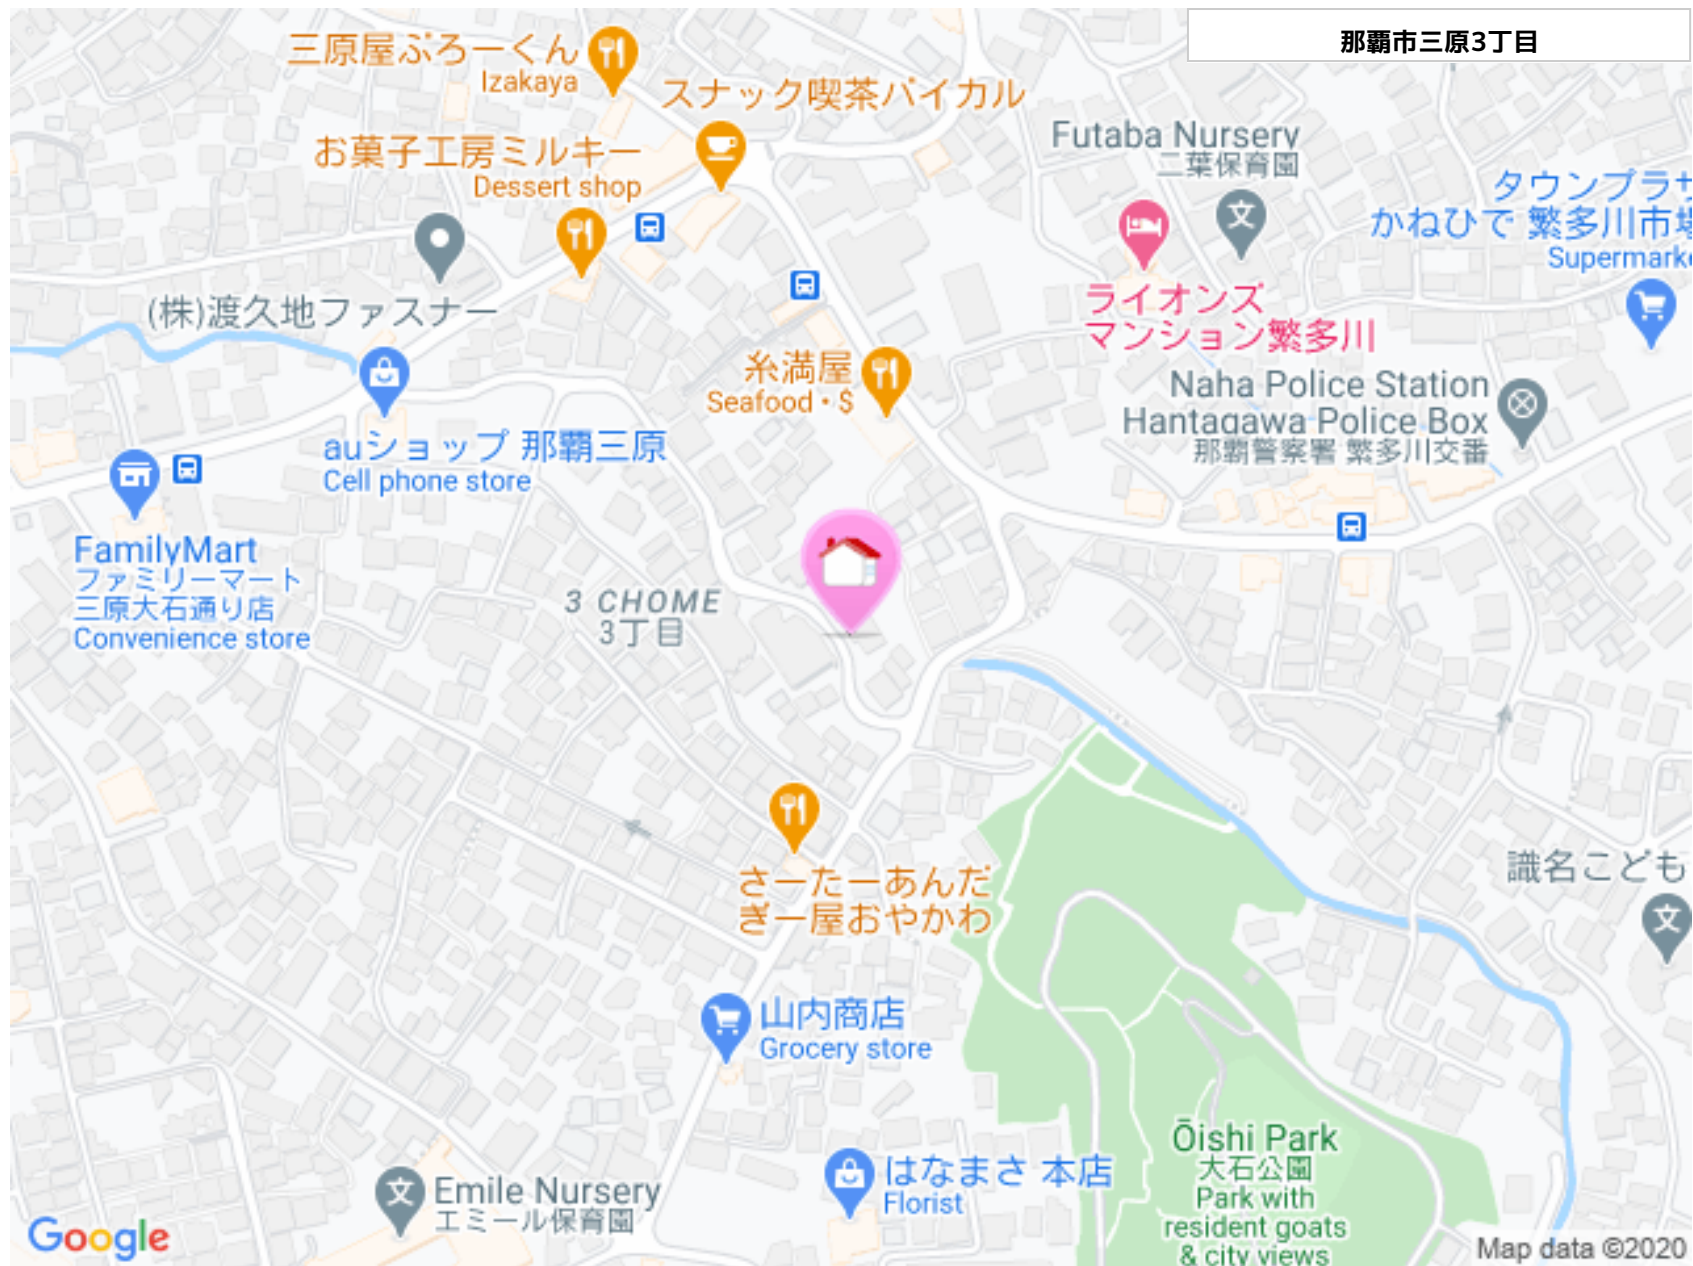 那覇市三原3丁目
三原屋ぶろーくん
Izakaya
スナック喫茶バイカル
お菓子工房ミルキー
Dessert shop
Futaba Nursery
二葉保育園
タウンプラザ
かねひで 繁多川市場
Supermarke
(株)渡久地ファスナー
ライオンズ
マンション繁多川
糸満屋
Seafood・$
Naha Police Station
Hantagawa Police Box
那覇警察署 繁多川交番
auショップ 那覇三原
Cell phone store
FamilyMart
ファミリーマート
三原大石通り店
Convenience store
3 CHOME
3丁目
さーたーあんだ
ぎー屋おやかわ
識名こども
山内商店
Grocery store
Ōishi Park
大石公園
Park with
resident goats
& city views
はなまさ 本店
Florist
Emile Nursery
エミール保育園
Google
Map data ©2020